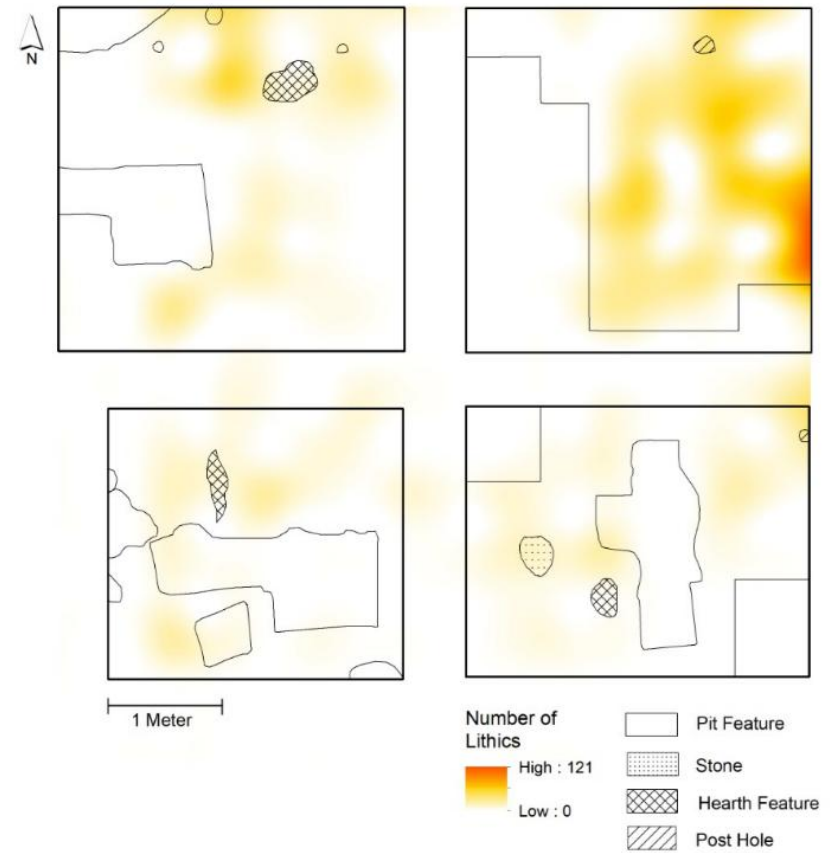 N
1 Meter
Number of
Lithics
High : 121
Low : 0
Pit Feature
Stone
Hearth Feature
Post Hole